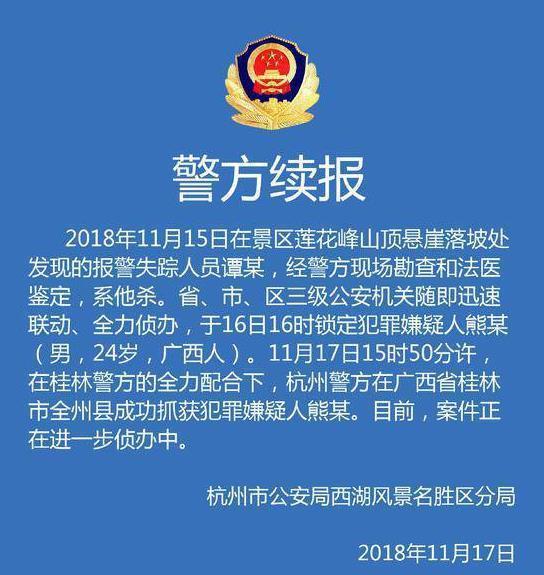 警方续报
2018年11月15日在景区莲花峰山顶悬崖落坡处
发现的报警失踪人员谭某，经警方现场勘查和法医
鉴定，系他杀。省、市、区三级公安机关随即迅速
联动、全力侦办，于16日16时锁定犯罪嫌疑人熊某
（男，24岁，广西人）。11月17日15时50分许，
在桂林警方的全力配合下，杭州警方在广西省桂林
市全州县成功抓获犯罪嫌疑人熊某。目前，案件正
在进一步侦办中。
杭州市公安局西湖风景名胜区分局
2018年11月17日